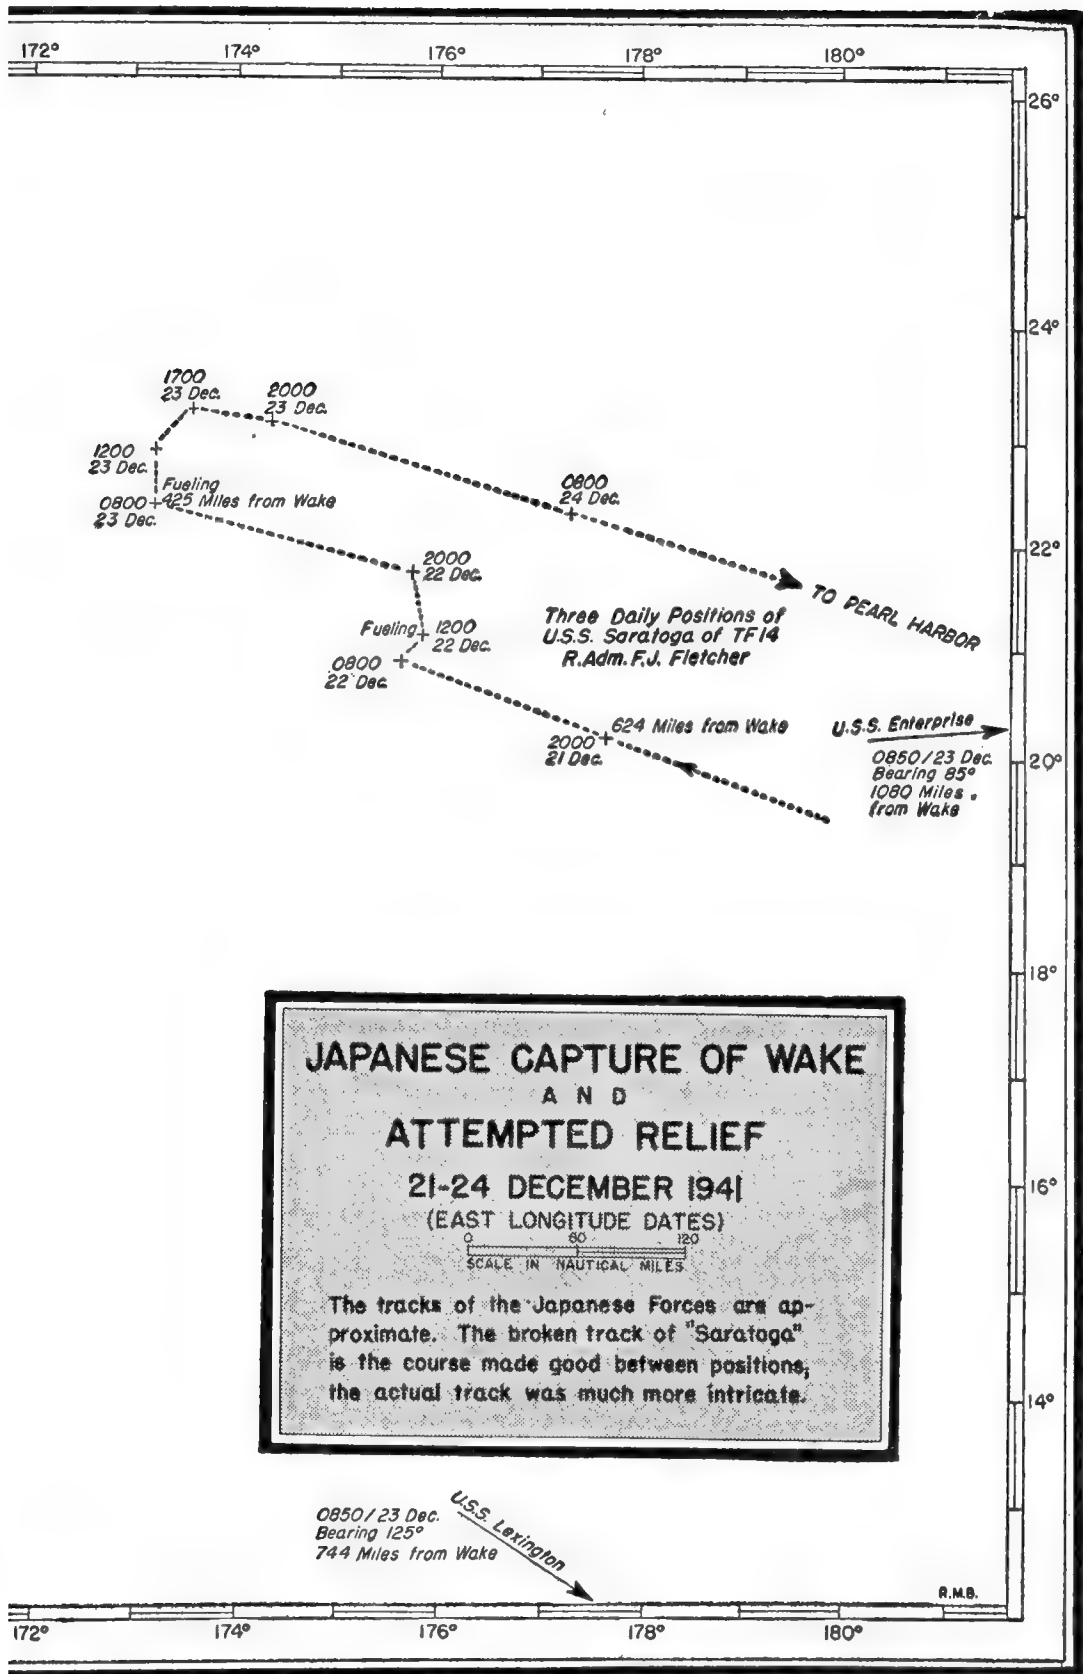 172° 174° 176° 178° 180°
26°
24°
22°
20°
18°
16°
14°
1700
23 Dec.
2000
23 Dec.
1200
23 Dec.
Fueling
425 Miles from Wake
0800
23 Dec.
0800
24 Dec.
TO PEARL HARBOR
2000
22 Dec.
Fueling
1200
22 Dec.
0800
22 Dec.
Three Daily Positions of
U.S.S. Saratoga of TF14
R.Adm. F.J. Fletcher
624 Miles from Wake
2000
21 Dec.
U.S.S. Enterprise
0850/23 Dec.
Bearing 85°
1080 Miles
from Wake
JAPANESE CAPTURE OF WAKE
AND
ATTEMPTED RELIEF
21-24 DECEMBER 1941
(EAST LONGITUDE DATES)
0 60 120
SCALE IN NAUTICAL MILES
The tracks of the Japanese Forces are ap-
proximate. The broken track of "Saratoga"
is the course made good between positions;
the actual track was much more intricate.
0850/23 Dec.
Bearing 125°
744 Miles from Wake
U.S.S. Lexington
R.M.B.
172° 174° 176° 178° 180°